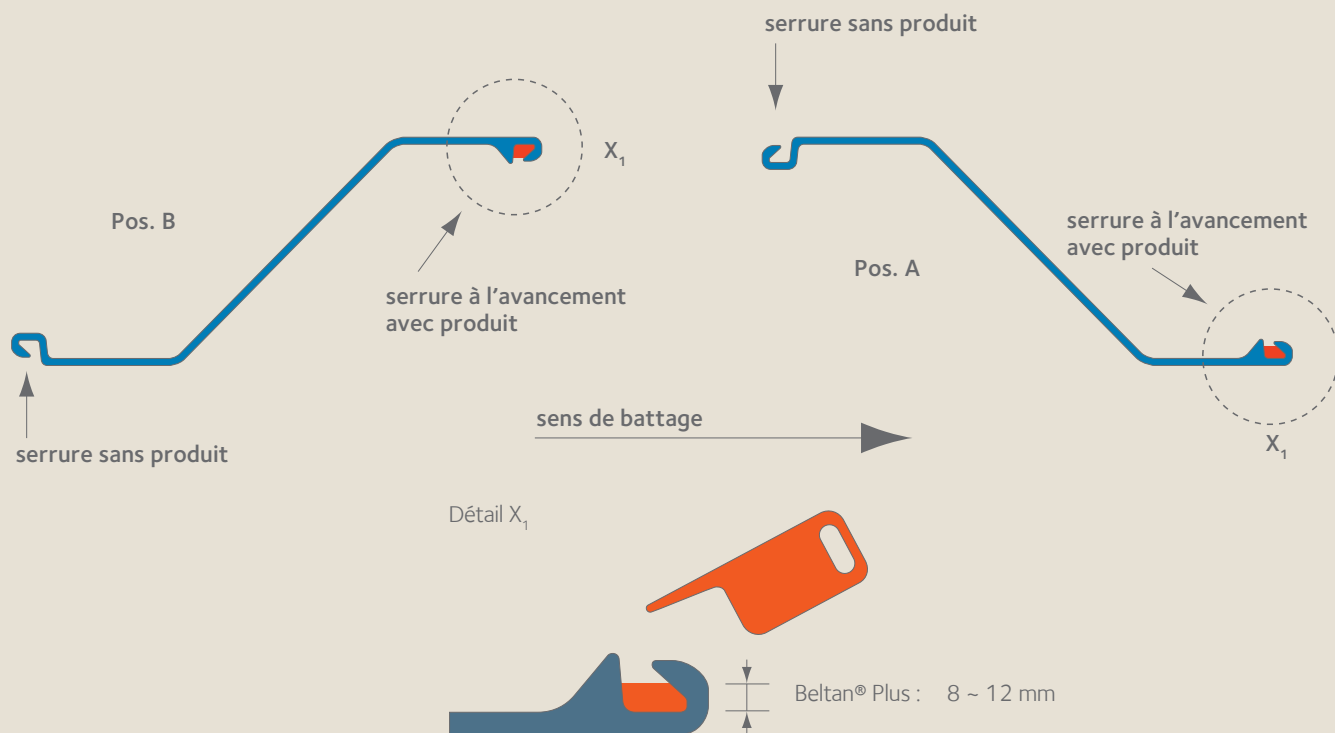 serrure sans produit
X₁
Pos. B
serrure à l’avancement
avec produit
Pos. A
serrure à l’avancement
avec produit
sens de battage
serrure sans produit
X₁
Détail X₁
Beltan® Plus : 8 ~ 12 mm